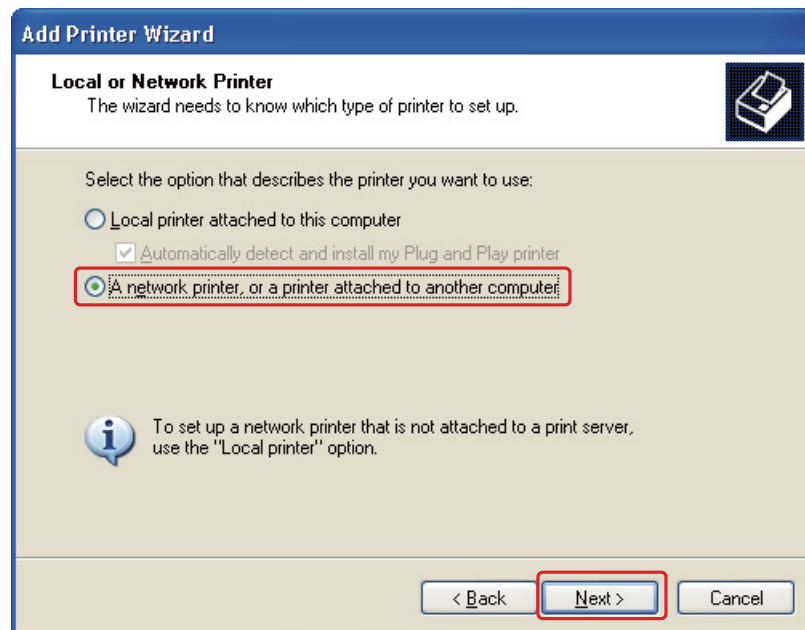 Add Printer Wizard
Local or Network Printer
The wizard needs to know which type of printer to set up.
Select the option that describes the printer you want to use:
Local printer attached to this computer
Automatically detect and install my Plug and Play printer
A network printer, or a printer attached to another computer
To set up a network printer that is not attached to a print server,
use the "Local printer" option.
< Back Next > Cancel